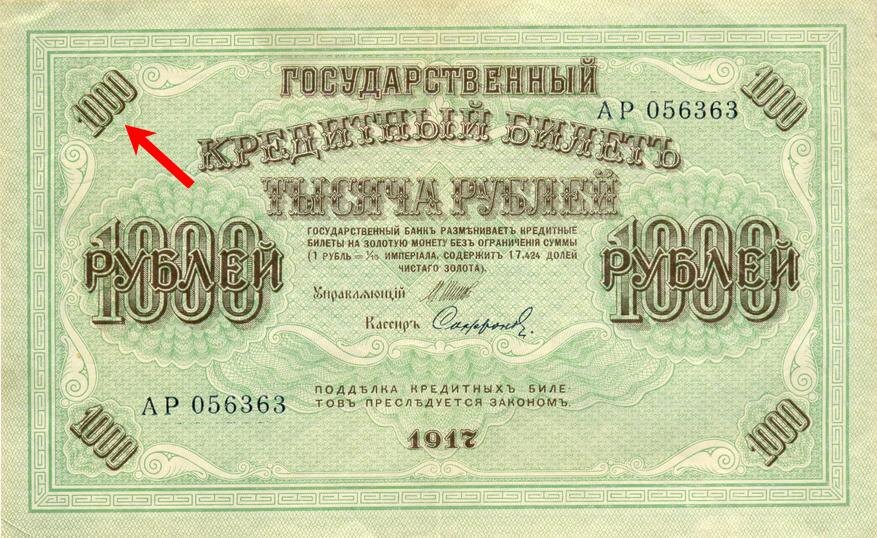 1000
1000
ГОСУДАРСТВЕННЫЙ
АР 056363
КРЕДИТНЫЙ БИЛЕТЪ
ТЫСЯЧА РУБЛЕЙ
ГОСУДАРСТВЕННЫЙ БАНКЪ РАЗМѢНИВАЕТЪ КРЕДИТНЫЕ
БИЛЕТЫ НА ЗОЛОТУЮ МОНЕТУ БЕЗЪ ОГРАНИЧЕНІЯ СУММЫ
(1 РУБЛЬ = 1/15 ИМПЕРІАЛА, СОДЕРЖИТЪ 17.424 ДОЛЕЙ
ЧИСТАГО ЗОЛОТА).
1000
РУБЛЕЙ
1000
РУБЛЕЙ
Управляющій
Кассиръ Сафронов
АР 056363
ПОДДѢЛКА КРЕДИТНЫХЪ БИЛЕ-
ТОВЪ ПРЕСЛѢДУЕТСЯ ЗАКОНОМЪ.
1917
1000
1000